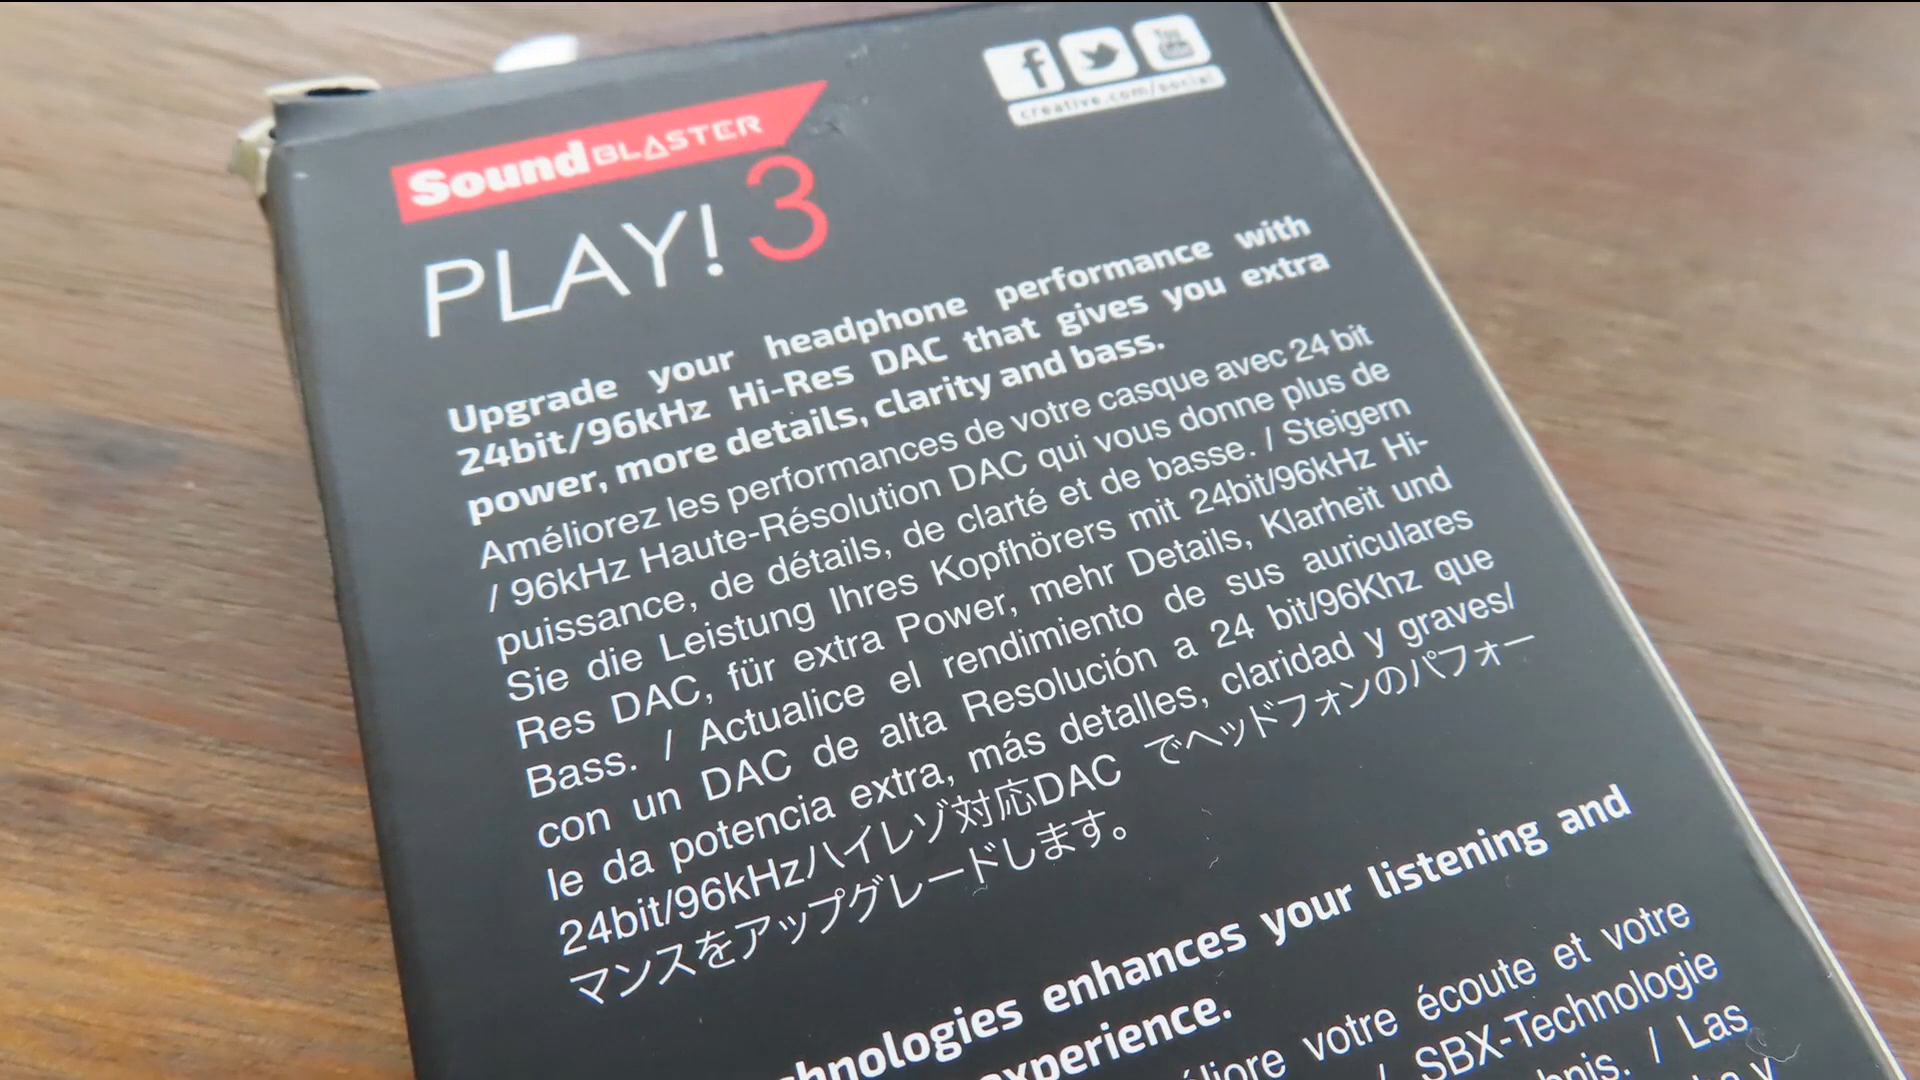 Sound BLASTER
PLAY! 3
creative.com/social
You Tube
Upgrade your headphone performance with
24bit/96kHz Hi-Res DAC that gives you extra
power, more details, clarity and bass.
Améliorez les performances de votre casque avec 24 bit
/ 96kHz Haute-Résolution DAC qui vous donne plus de
puissance, de détails, de clarté et de basse. / Steigern
Sie die Leistung Ihres Kopfhörers mit 24bit/96kHz Hi-
Res DAC, für extra Power, mehr Details, Klarheit und
Bass. / Actualice el rendimiento de sus auriculares
con un DAC de alta Resolución a 24 bit/96Khz que
le da potencia extra, más detalles, claridad y graves/
24bit/96kHzハイレゾ対応DAC でヘッドフォンのパフォー
マンスをアップグレードします。
enhances your listening and
experience.
votre écoute et votre
/ SBX-Technologie
/ Las
y